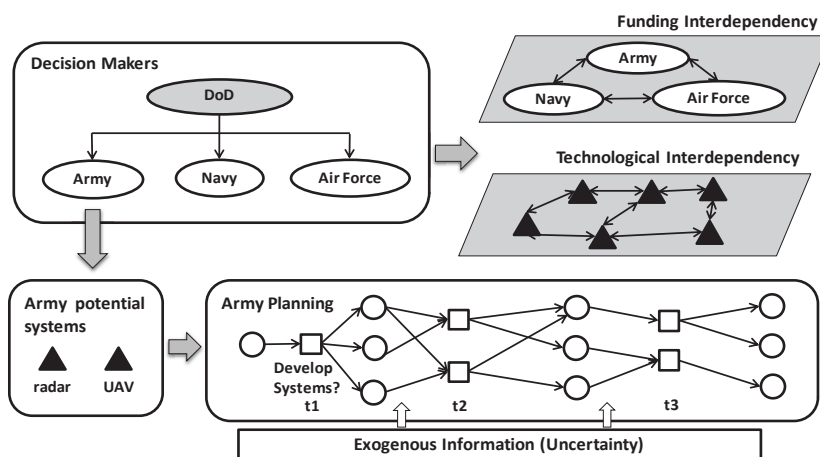 Funding Interdependency
Army
Navy
Air Force
Decision Makers
DoD
Army
Navy
Air Force
Technological Interdependency
Army potential
systems
radar
UAV
Army Planning
Develop
Systems?
t1
t2
t3
Exogenous Information (Uncertainty)